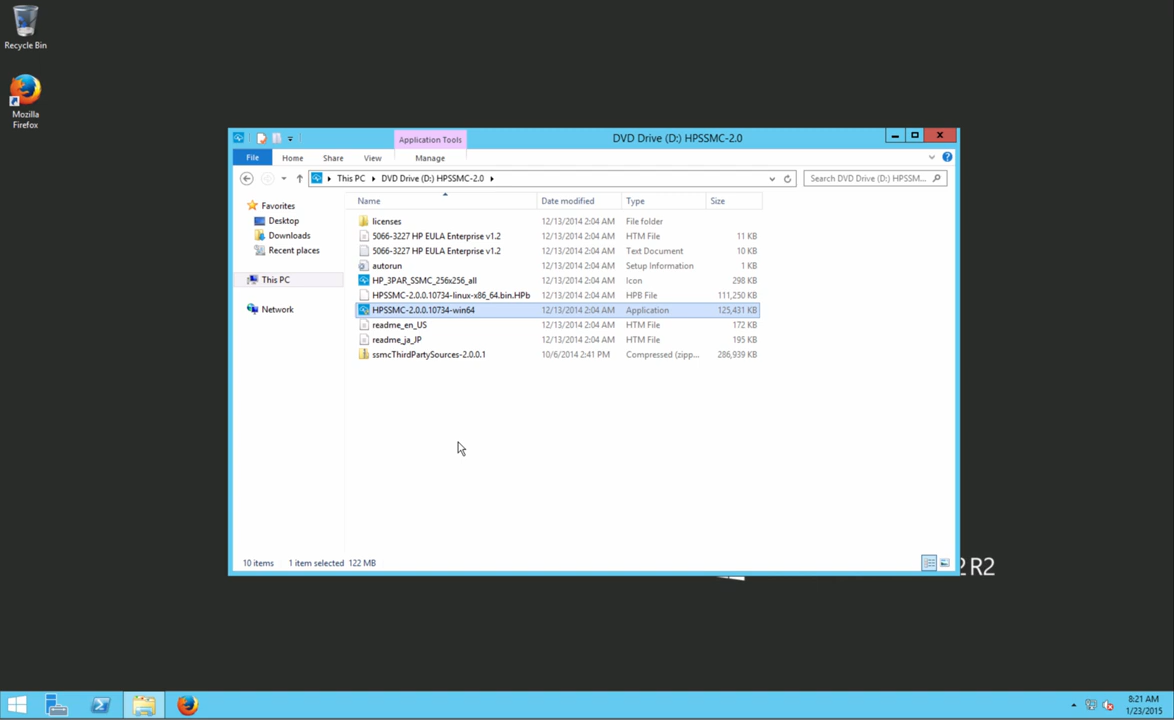 Recycle Bin
Mozilla
Firefox
Application Tools
DVD Drive (D:) HPSSMC-2.0
File Home Share View Manage
This PC DVD Drive (D:) HPSSMC-2.0
Search DVD Drive (D:) HPSSM...
Name Date modified Type Size
Favorites
Desktop
Downloads
Recent places
This PC
Network
licenses 12/13/2014 2:04 AM File folder
5066-3227 HP EULA Enterprise v1.2 12/13/2014 2:04 AM HTM File 11 KB
5066-3227 HP EULA Enterprise v1.2 12/13/2014 2:04 AM Text Document 10 KB
autorun 12/13/2014 2:04 AM Setup Information 1 KB
HP_3PAR_SSMC_256x256_all 12/13/2014 2:04 AM Icon 298 KB
HPSSMC-2.0.0.10734-linux-x86_64.bin.HPb 12/13/2014 2:04 AM HPB File 111,250 KB
HPSSMC-2.0.0.10734-win64 12/13/2014 2:04 AM Application 125,431 KB
readme_en_US 12/13/2014 2:04 AM HTM File 172 KB
readme_ja_JP 12/13/2014 2:04 AM HTM File 195 KB
ssmcThirdPartySources-2.0.0.1 10/6/2014 2:41 PM Compressed (zipp... 286,939 KB
10 items 1 item selected 122 MB
2 R2
8:21 AM
1/23/2015